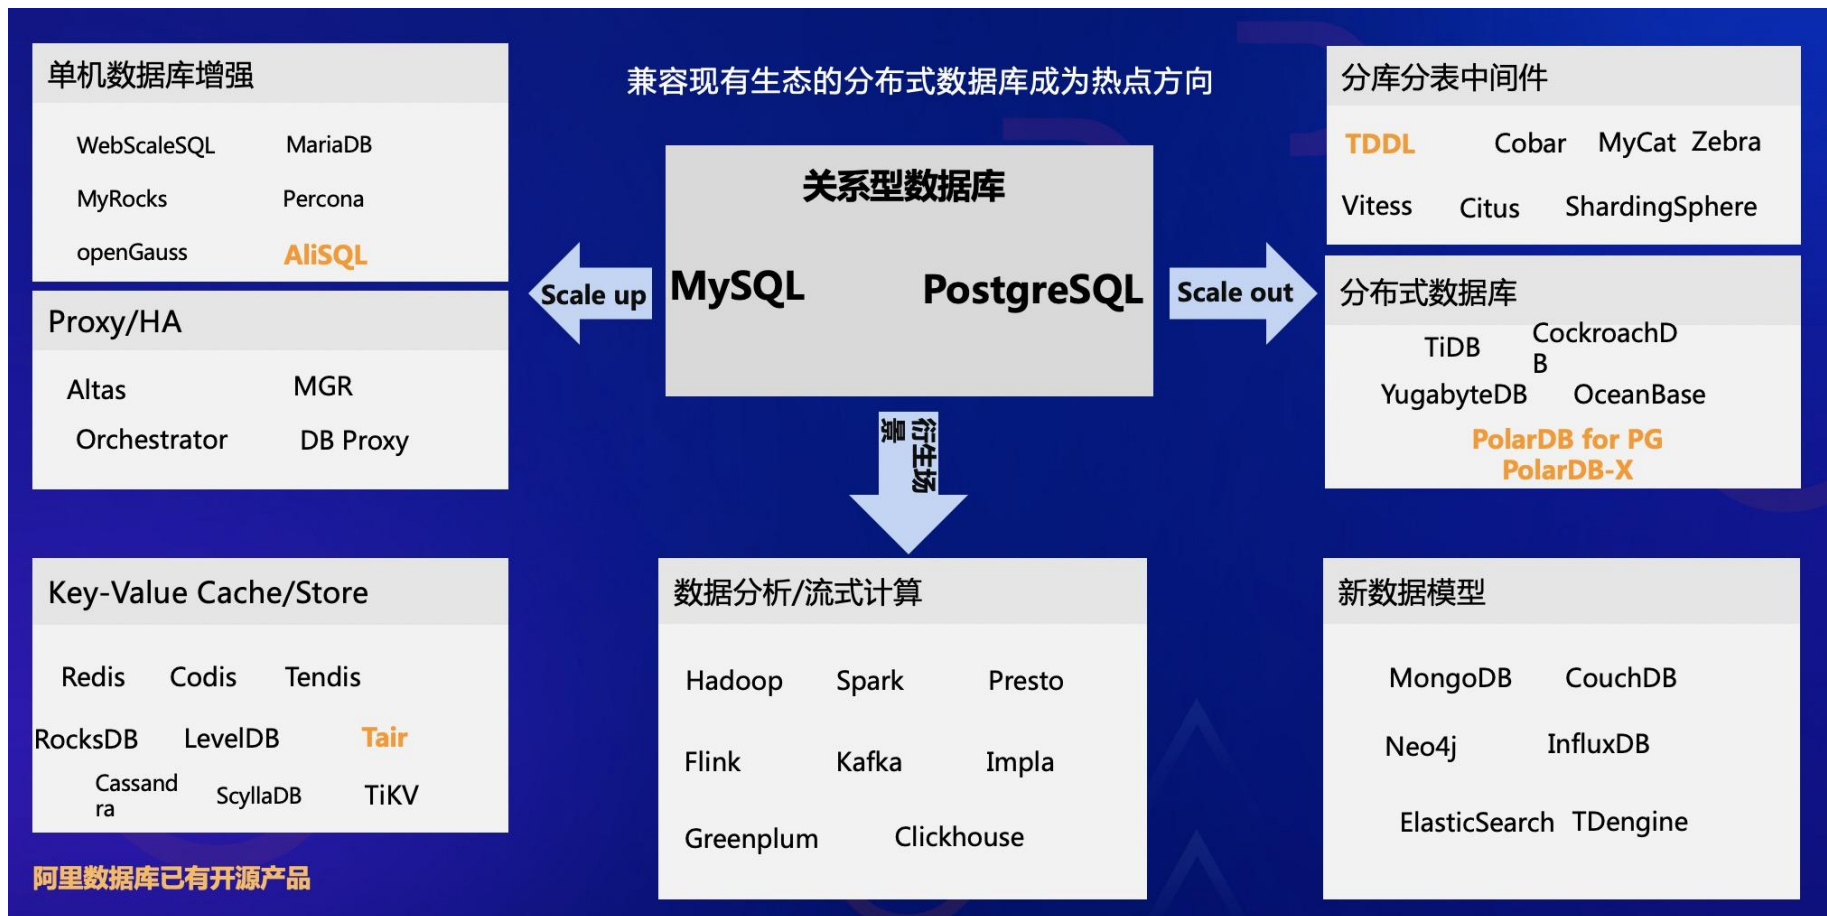 兼容现有生态的分布式数据库成为热点方向
单机数据库增强
WebScaleSQL MariaDB
MyRocks Percona
openGauss AliSQL
Proxy/HA
Altas MGR
Orchestrator DB Proxy
关系型数据库
MySQL PostgreSQL
Scale up
Scale out
衍生场
景
分库分表中间件
TDDL Cobar MyCat Zebra
Vitess Citus ShardingSphere
分布式数据库
TiDB CockroachD
B
YugabyteDB OceanBase
PolarDB for PG
PolarDB-X
Key-Value Cache/Store
Redis Codis Tendis
RocksDB LevelDB Tair
Cassand
ra ScyllaDB TiKV
数据分析/流式计算
Hadoop Spark Presto
Flink Kafka Impla
Greenplum Clickhouse
新数据模型
MongoDB CouchDB
Neo4j InfluxDB
ElasticSearch TDengine
阿里数据库已有开源产品